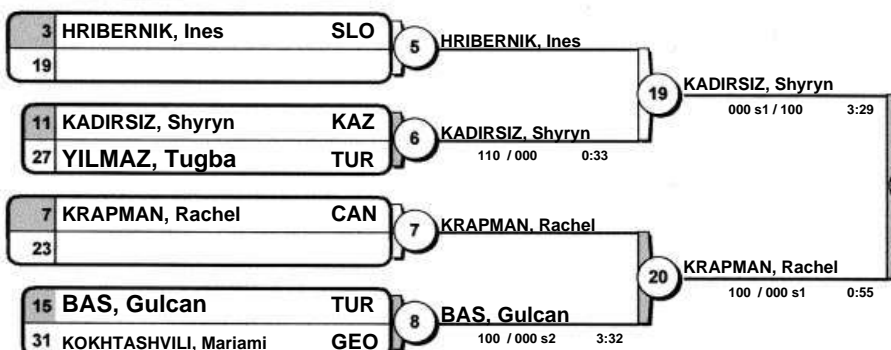 3 HRIBERNIK, Ines SLO
19
5
HRIBERNIK, Ines
11 KADIRSIZ, Shyryn KAZ
27 YILMAZ, Tugba TUR
6
KADIRSIZ, Shyryn
110 / 000 0:33
19
KADIRSIZ, Shyryn
000 s1 / 100 3:29
7 KRAPMAN, Rachel CAN
23
7
KRAPMAN, Rachel
15 BAS, Gulcan TUR
31 KOKHTASHVILI, Mariami GEO
8
BAS, Gulcan
100 / 000 s2 3:32
20
KRAPMAN, Rachel
100 / 000 s1 0:55